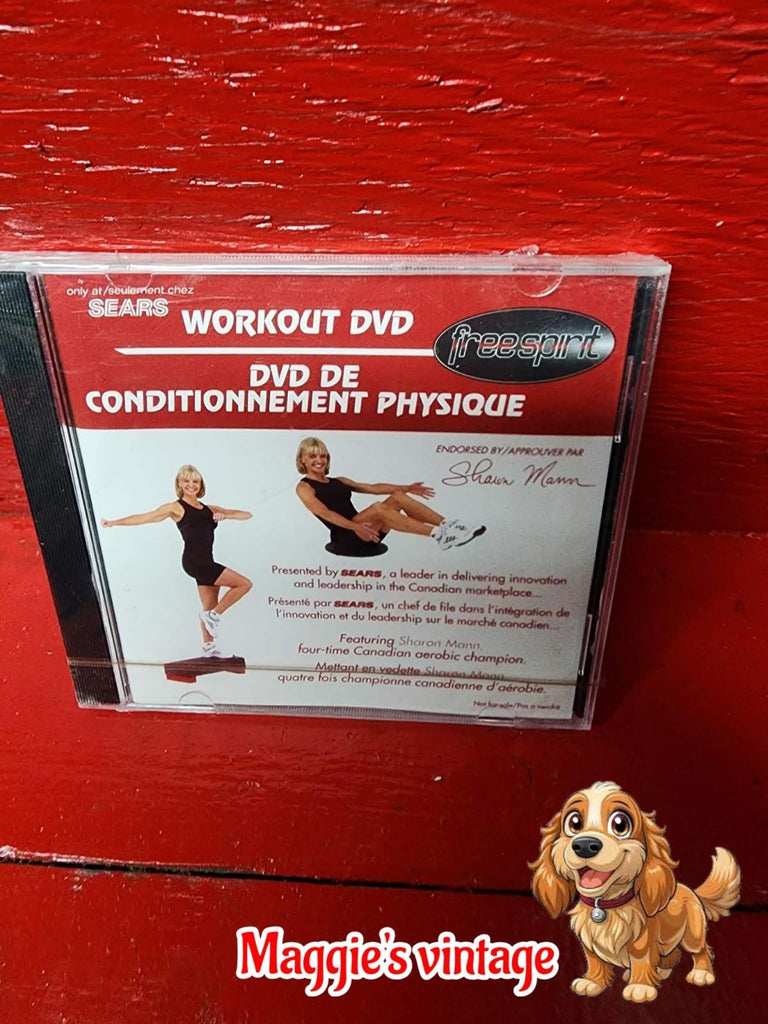 only at/seulement chez
SEARS
WORKOUT DVD
free spirit
DVD DE
CONDITIONNEMENT PHYSIQUE
ENDORSED BY/APPROUVER PAR
Sharon Mann
Presented by SEARS, a leader in delivering innovation
and leadership in the Canadian marketplace...
Présenté par SEARS, un chef de file dans l'intégration de
l'innovation et du leadership sur le marché canadien...
Featuring Sharon Mann,
four-time Canadian aerobic champion.
Mettant en vedette Sharon Mann,
quatre fois championne canadienne d'aérobie.
Not for sale/Pas a vendre
Maggie's vintage